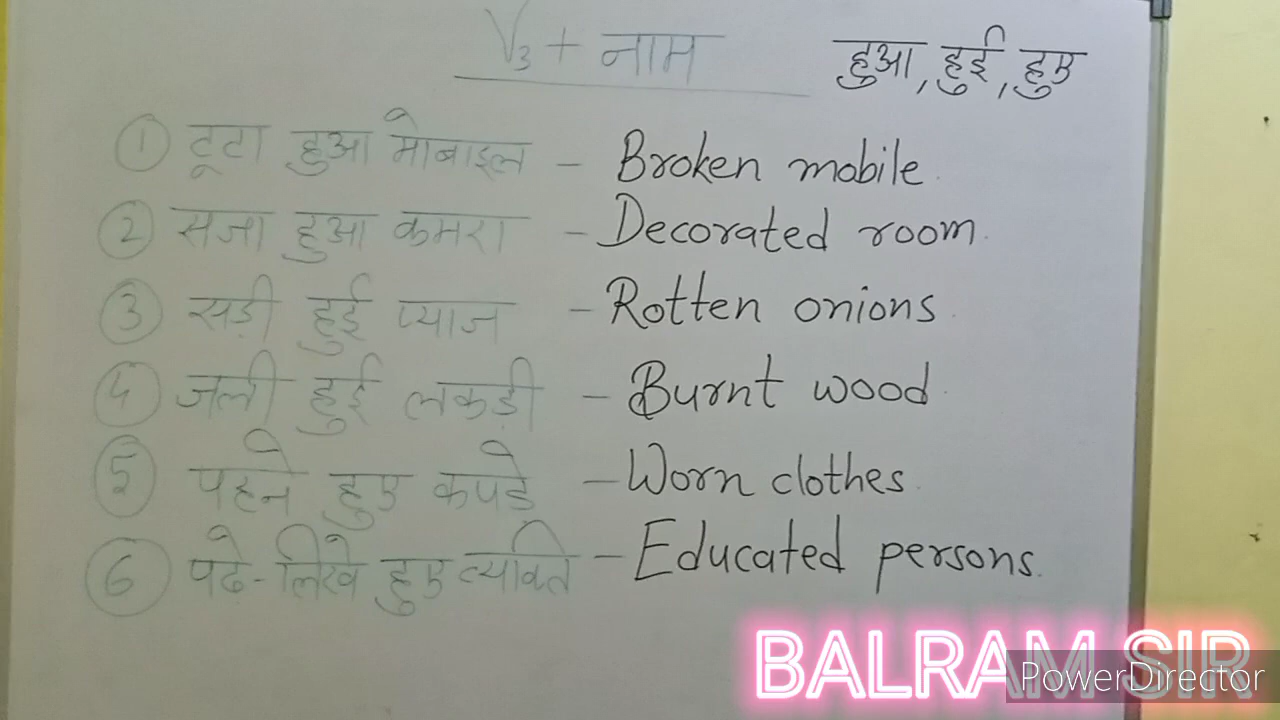 V3 + नाम हुआ, हुई, हुए
① टूटा हुआ मोबाइल - Broken mobile.
② सजा हुआ कमरा - Decorated room.
③ सड़ी हुई प्याज - Rotten onions.
④ जली हुई लकड़ी - Burnt wood.
⑤ पहने हुए कपडे - Worn clothes.
⑥ पढे-लिखे हुए व्यक्ति - Educated persons.
BALRAM SIR
PowerDirector